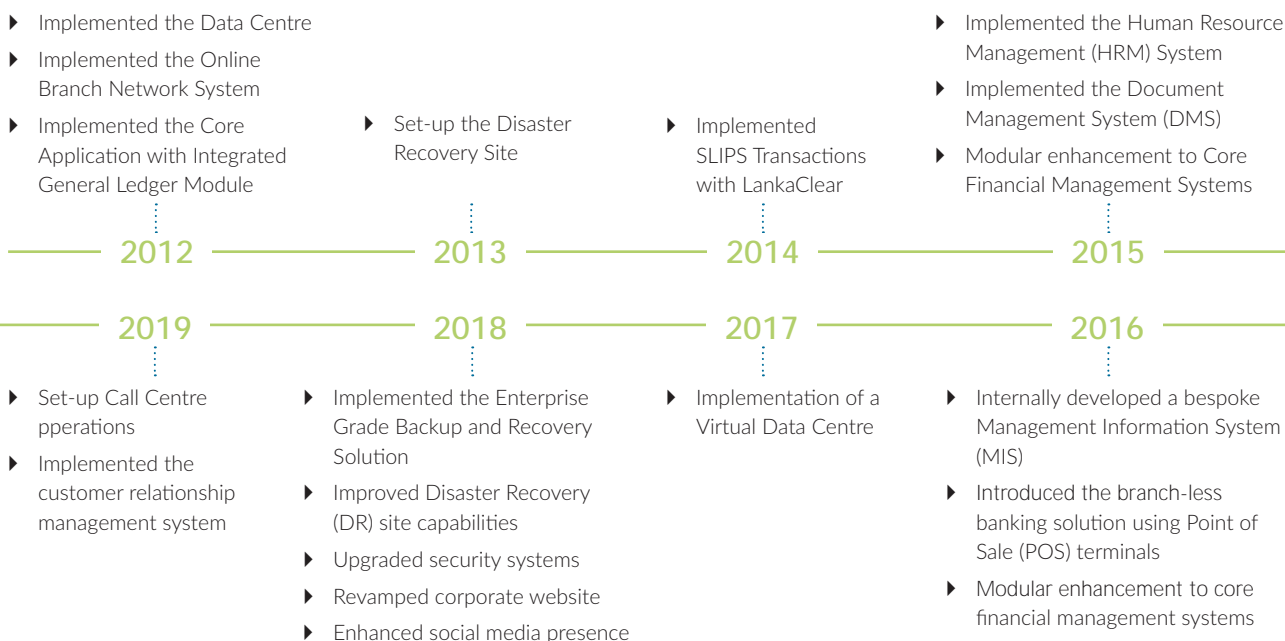 Implemented the Data Centre
Implemented the Online
Branch Network System
Implemented the Core
Application with Integrated
General Ledger Module
2012
Set-up the Disaster
Recovery Site
2013
Implemented
SLIPS Transactions
with LankaClear
2014
Implemented the Human Resource
Management (HRM) System
Implemented the Document
Management System (DMS)
Modular enhancement to Core
Financial Management Systems
2015
2019
Set-up Call Centre
pperations
Implemented the
customer relationship
management system
2018
Implemented the Enterprise
Grade Backup and Recovery
Solution
Improved Disaster Recovery
(DR) site capabilities
Upgraded security systems
Revamped corporate website
Enhanced social media presence
2017
Implementation of a
Virtual Data Centre
2016
Internally developed a bespoke
Management Information System
(MIS)
Introduced the branch-less
banking solution using Point of
Sale (POS) terminals
Modular enhancement to core
financial management systems